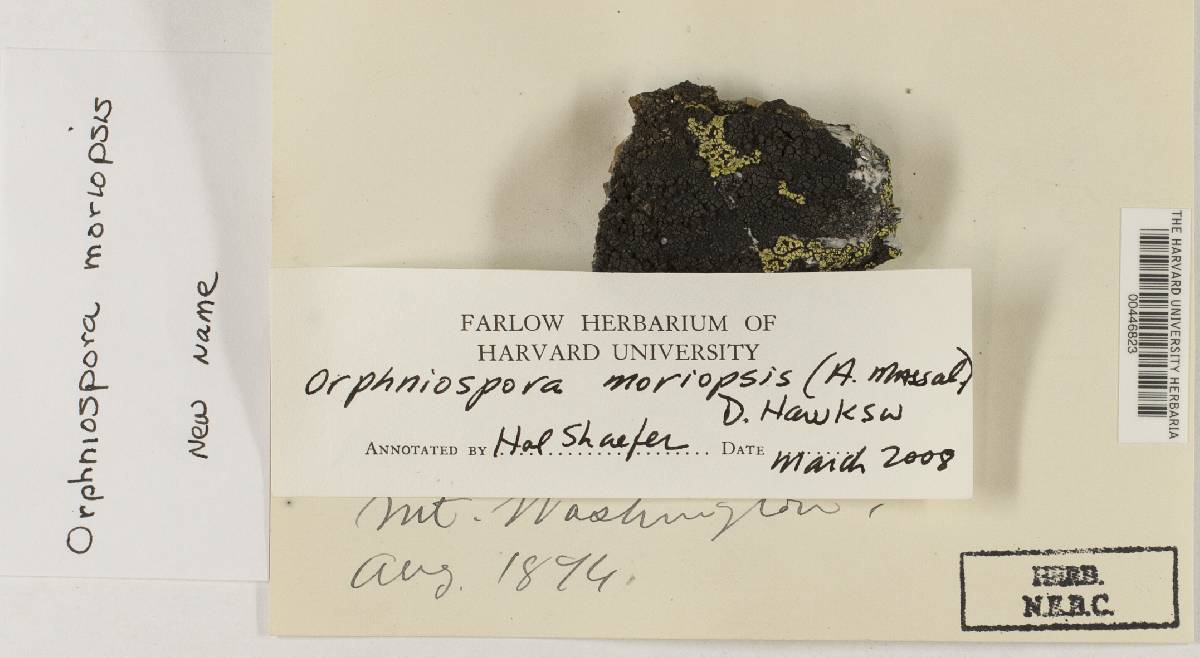 Orphniospora moriopsis
New Name
FARLOW HERBARIUM OF
HARVARD UNIVERSITY
Orphniospora moriopsis (A. Massal)
D. Hawksw
ANNOTATED BY Hal Shaefer DATE March 2008
Mt. Washington,
Aug. 1894.
THE HARVARD UNIVERSITY HERBARIA
00446823
HERB.
N.E.B.C.